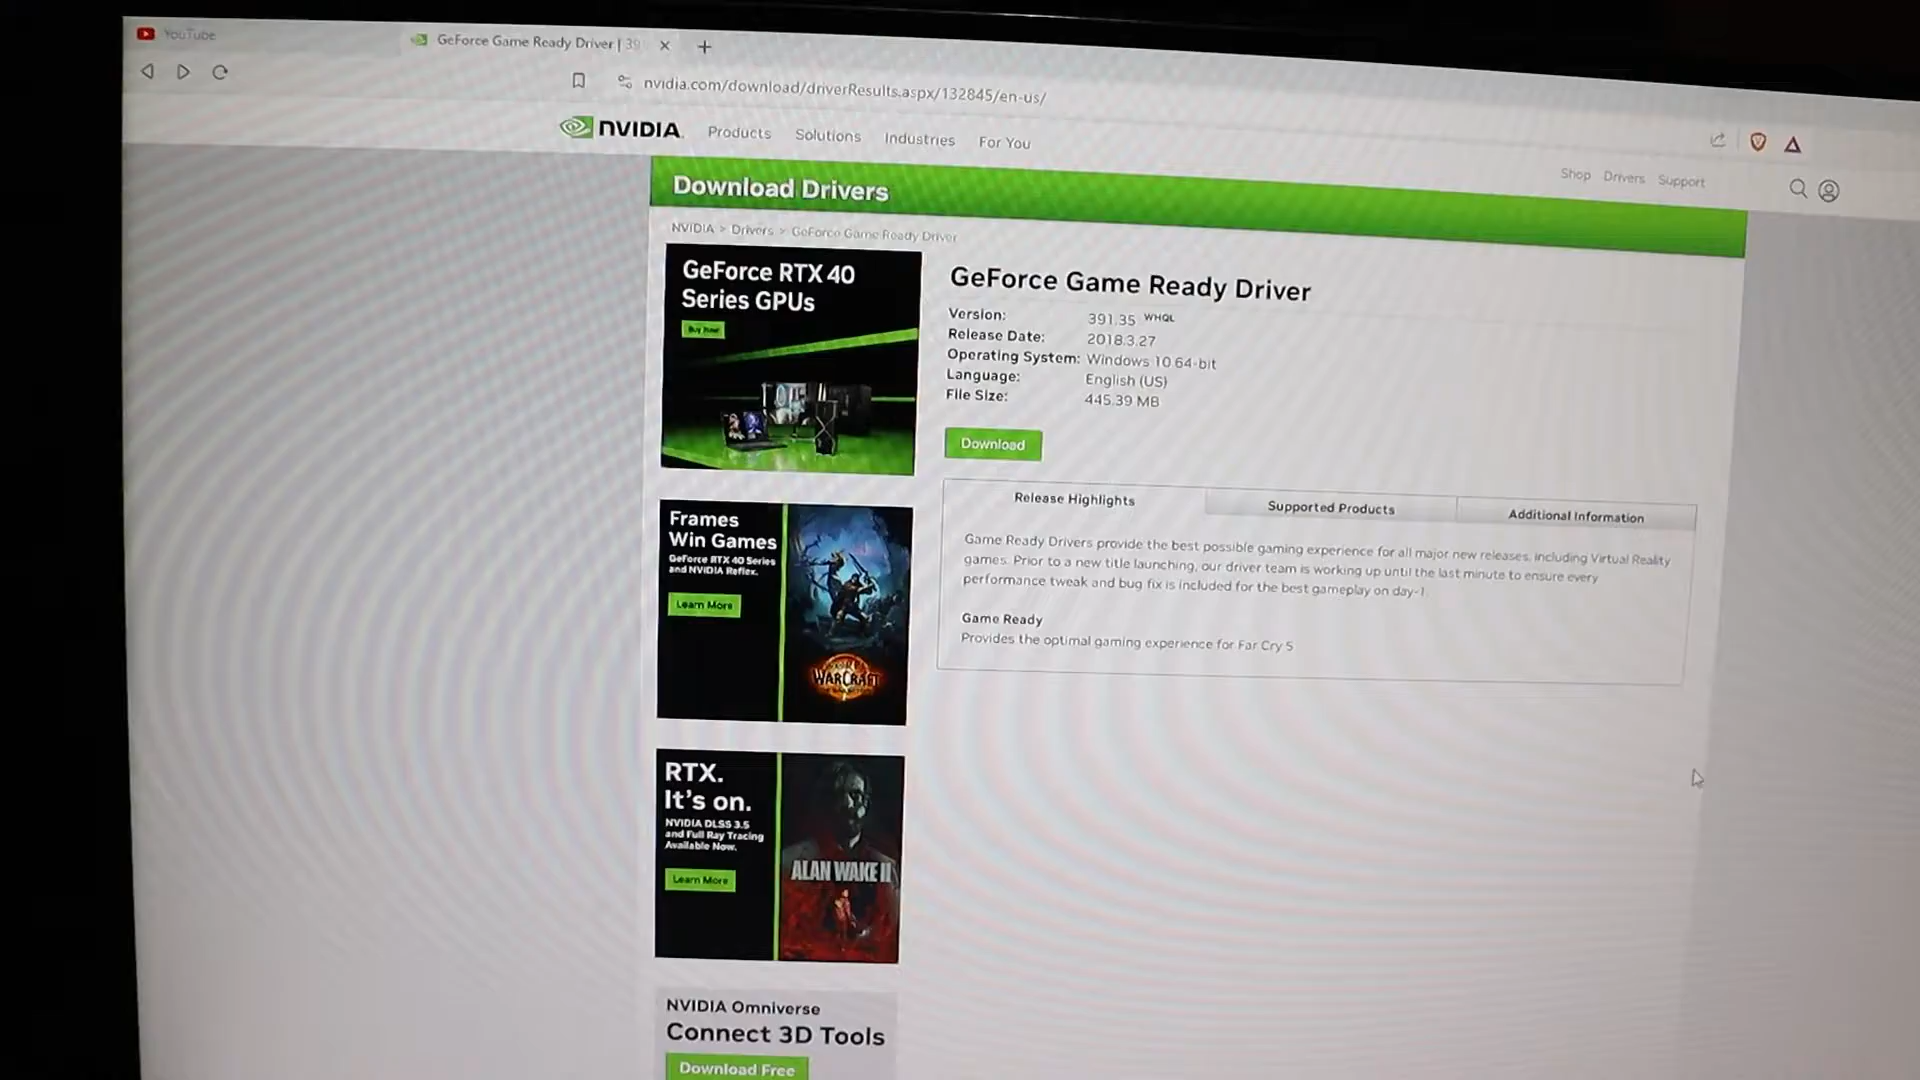 YouTube
GeForce Game Ready Driver | 39
nvidia.com/download/driverResults.aspx/132845/en-us/
NVIDIA. Products Solutions Industries For You
Shop Drivers Support
Download Drivers
NVIDIA > Drivers > GeForce Game Ready Driver
GeForce RTX 40
Series GPUs
Buy Now
GeForce Game Ready Driver
Version: 391.35 WHQL
Release Date: 2018.3.27
Operating System: Windows 10 64-bit
Language: English (US)
File Size: 445.39 MB
Download
Release Highlights
Supported Products
Additional Information
Game Ready Drivers provide the best possible gaming experience for all major new releases, including Virtual Reality
games. Prior to a new title launching, our driver team is working up until the last minute to ensure every
performance tweak and bug fix is included for the best gameplay on day-1.
Game Ready
Provides the optimal gaming experience for Far Cry 5
Frames
Win Games
GeForce RTX 40 Series
and NVIDIA Reflex.
Learn More
WARCRAFT
RTX.
It's on.
NVIDIA DLSS 3.5
and Full Ray Tracing
Available Now.
Learn More
ALAN WAKE II
NVIDIA Omniverse
Connect 3D Tools
Download Free